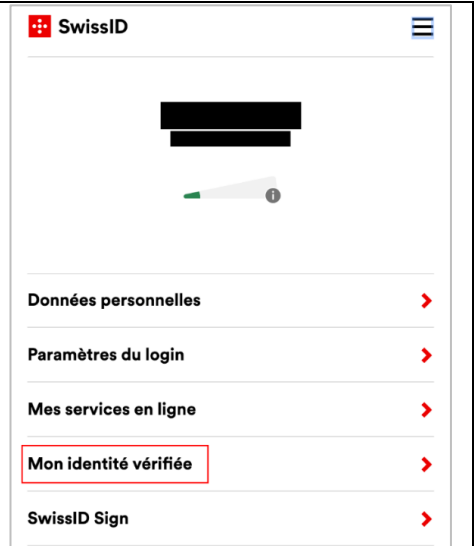 SwissID
Données personnelles
Paramètres du login
Mes services en ligne
Mon identité vérifiée
SwissID Sign